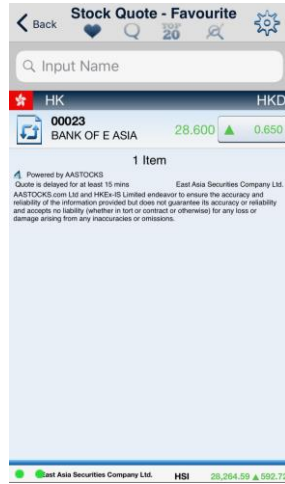 Back
Stock Quote - Favourite
TOP
20
Input Name
HK HKD
00023
BANK OF E ASIA 28.600 ▲ 0.650
1 Item
Powered by AASTOCKS
Quote is delayed for at least 15 mins East Asia Securities Company Ltd.
AASTOCKS.com Ltd and HKEx-IS Limited endeavor to ensure the accuracy and
reliability of the information provided but does not guarantee its accuracy or reliability
and accepts no liability (whether in tort or contract or otherwise) for any loss or
damage arising from any inaccuracies or omissions.
East Asia Securities Company Ltd. HSI 28,264.59 ▲ 592.72